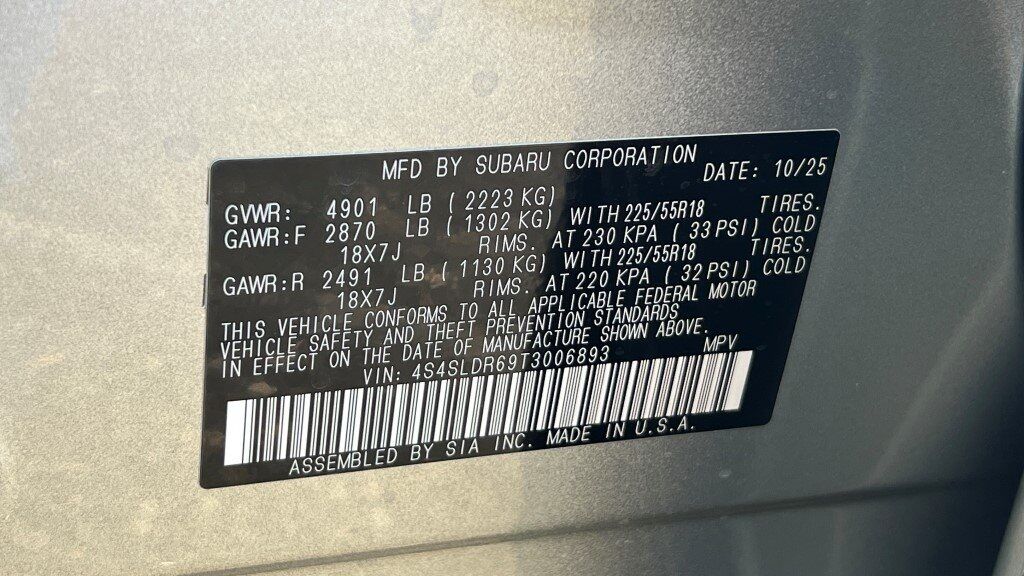 MFD BY SUBARU CORPORATION DATE: 10/25
GVWR: 4901 LB ( 2223 KG)
GAWR:F 2870 LB ( 1302 KG) WITH 225/55R18 TIRES.
18X7J RIMS. AT 230 KPA ( 33 PSI) COLD
GAWR:R 2491 LB ( 1130 KG) WITH 225/55R18 TIRES.
18X7J RIMS. AT 220 KPA ( 32 PSI) COLD
THIS VEHICLE CONFORMS TO ALL APPLICABLE FEDERAL MOTOR
VEHICLE SAFETY AND THEFT PREVENTION STANDARDS
IN EFFECT ON THE DATE OF MANUFACTURE SHOWN ABOVE.
VIN: 4S4SLDR69T3006893 MPV
ASSEMBLED BY SIA INC. MADE IN U.S.A.